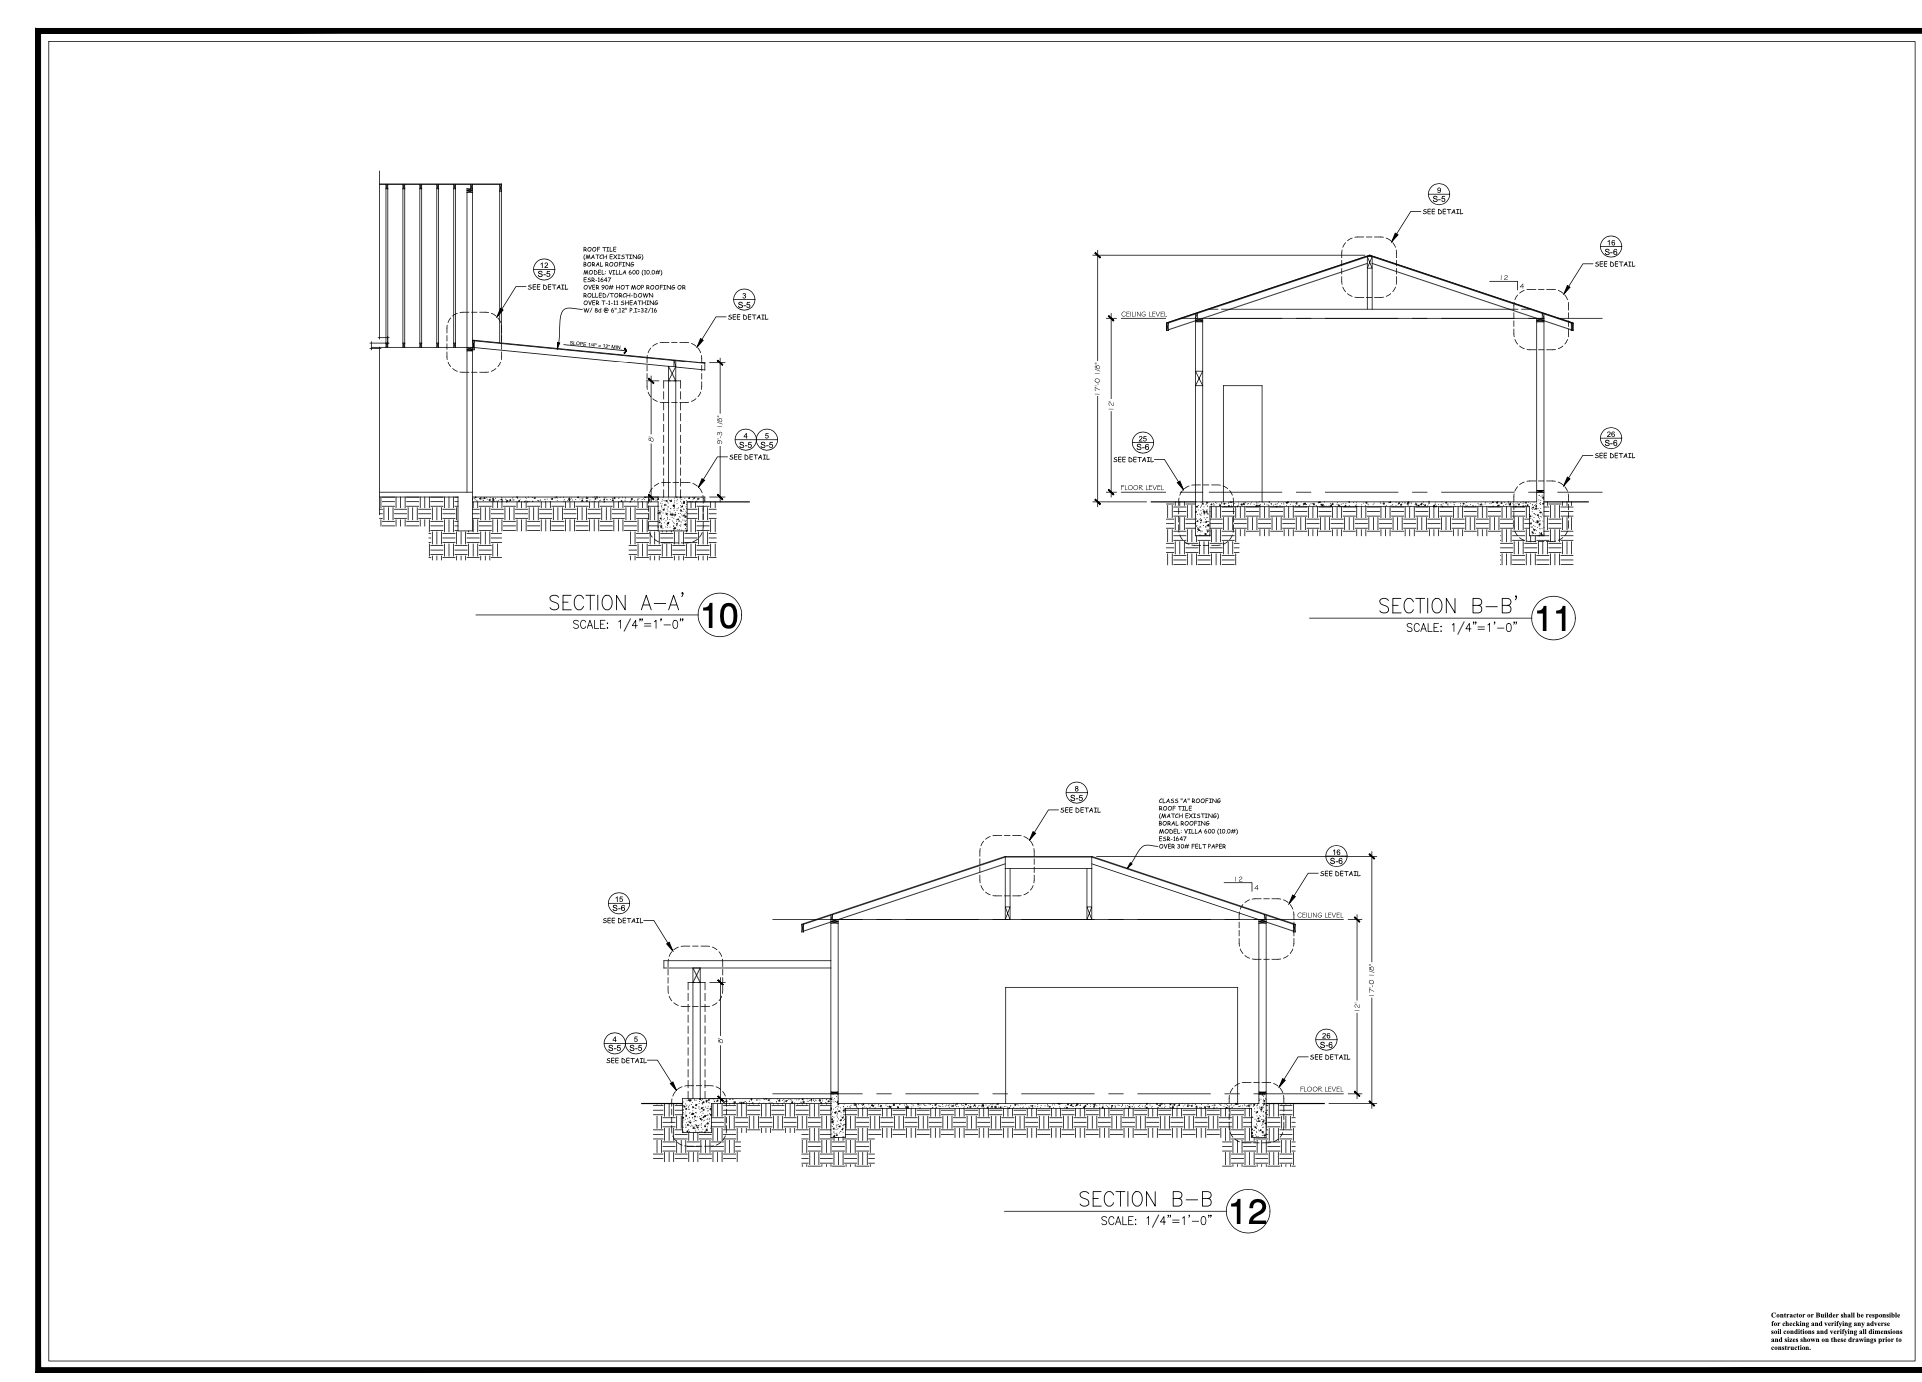 12
S-5
SEE DETAIL
ROOF TILE
(MATCH EXISTING)
BORAL ROOFING
MODEL: VILLA 600 (10.0#)
ESR-1647
OVER 90# HOT MOP ROOFING OR
ROLLED/TORCH-DOWN
OVER T-1-11 SHEATHING
W/ 8d @ 6",12" P.I=32/16
SLOPE 1/4" = 12" MIN.
3
S-5
SEE DETAIL
8'
9'-3 1/8"
4
S-5
5
S-5
SEE DETAIL
SECTION A-A'
SCALE: 1/4"=1'-0"
10
9
S-5
SEE DETAIL
16
S-6
SEE DETAIL
12
4
CEILING LEVEL
17'-0 1/8"
12'
25
S-6
SEE DETAIL
26
S-6
SEE DETAIL
FLOOR LEVEL
SECTION B-B'
SCALE: 1/4"=1'-0"
11
8
S-5
SEE DETAIL
CLASS "A" ROOFING
ROOF TILE
(MATCH EXISTING)
BORAL ROOFING
MODEL: VILLA 600 (10.0#)
ESR-1647
OVER 30# FELT PAPER
16
S-6
SEE DETAIL
12
4
15
S-6
SEE DETAIL
CEILING LEVEL
17'-0 1/8"
12'
8'
4
S-5
5
S-5
SEE DETAIL
26
S-6
SEE DETAIL
FLOOR LEVEL
SECTION B-B
SCALE: 1/4"=1'-0"
12
Contractor or Builder shall be responsible
for checking and verifying any adverse
soil conditions and verifying all dimensions
and sizes shown on these drawings prior to
construction.